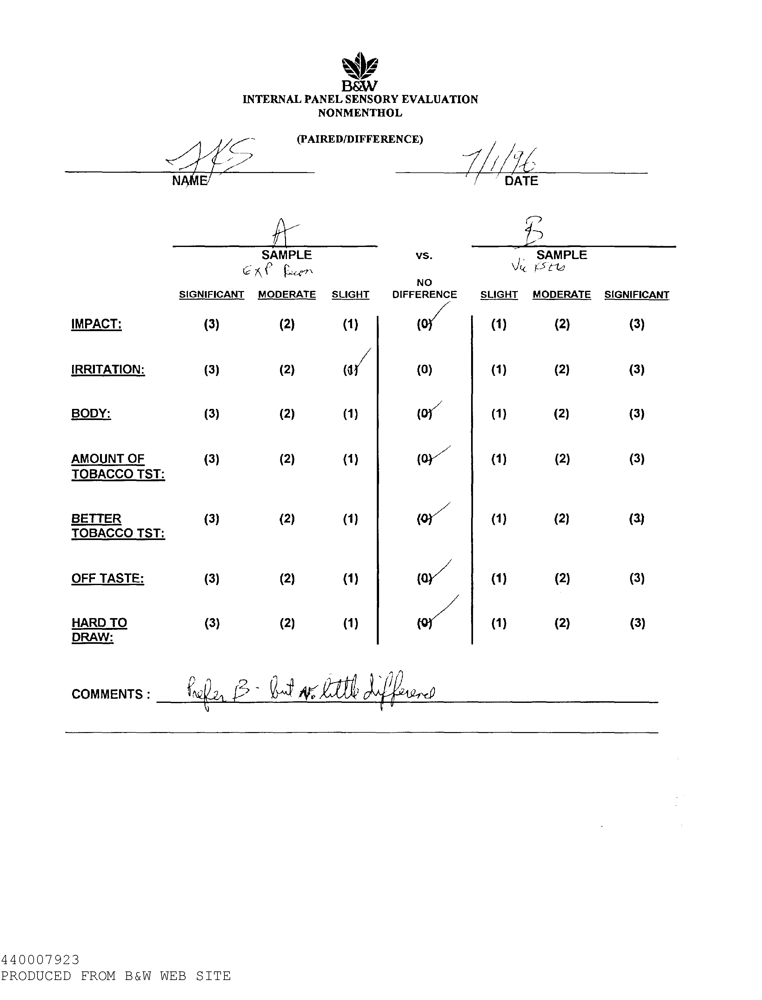 B&W
INTERNAL PANEL SENSORY EVALUATION
NONMENTHOL
(PAIRED/DIFFERENCE)
7/1/96
NAME DATE
A B
SAMPLE vs. SAMPLE
EXP
NO
SIGNIFICANT MODERATE SLIGHT DIFFERENCE SLIGHT MODERATE SIGNIFICANT
IMPACT: (3) (2) (1) (0) (1) (2) (3)
IRRITATION: (3) (2) (1) (0) (1) (2) (3)
BODY: (3) (2) (1) (0) (1) (2) (3)
AMOUNT OF (3) (2) (1) (0) (1) (2) (3)
TOBACCO TST:
BETTER (3) (2) (1) (0) (1) (2) (3)
TOBACCO TST:
OFF TASTE: (3) (2) (1) (0) (1) (2) (3)
HARD TO (3) (2) (1) (0) (1) (2) (3)
DRAW:
COMMENTS : Prefer B - but little difference
440007923
PRODUCED FROM B&W WEB SITE